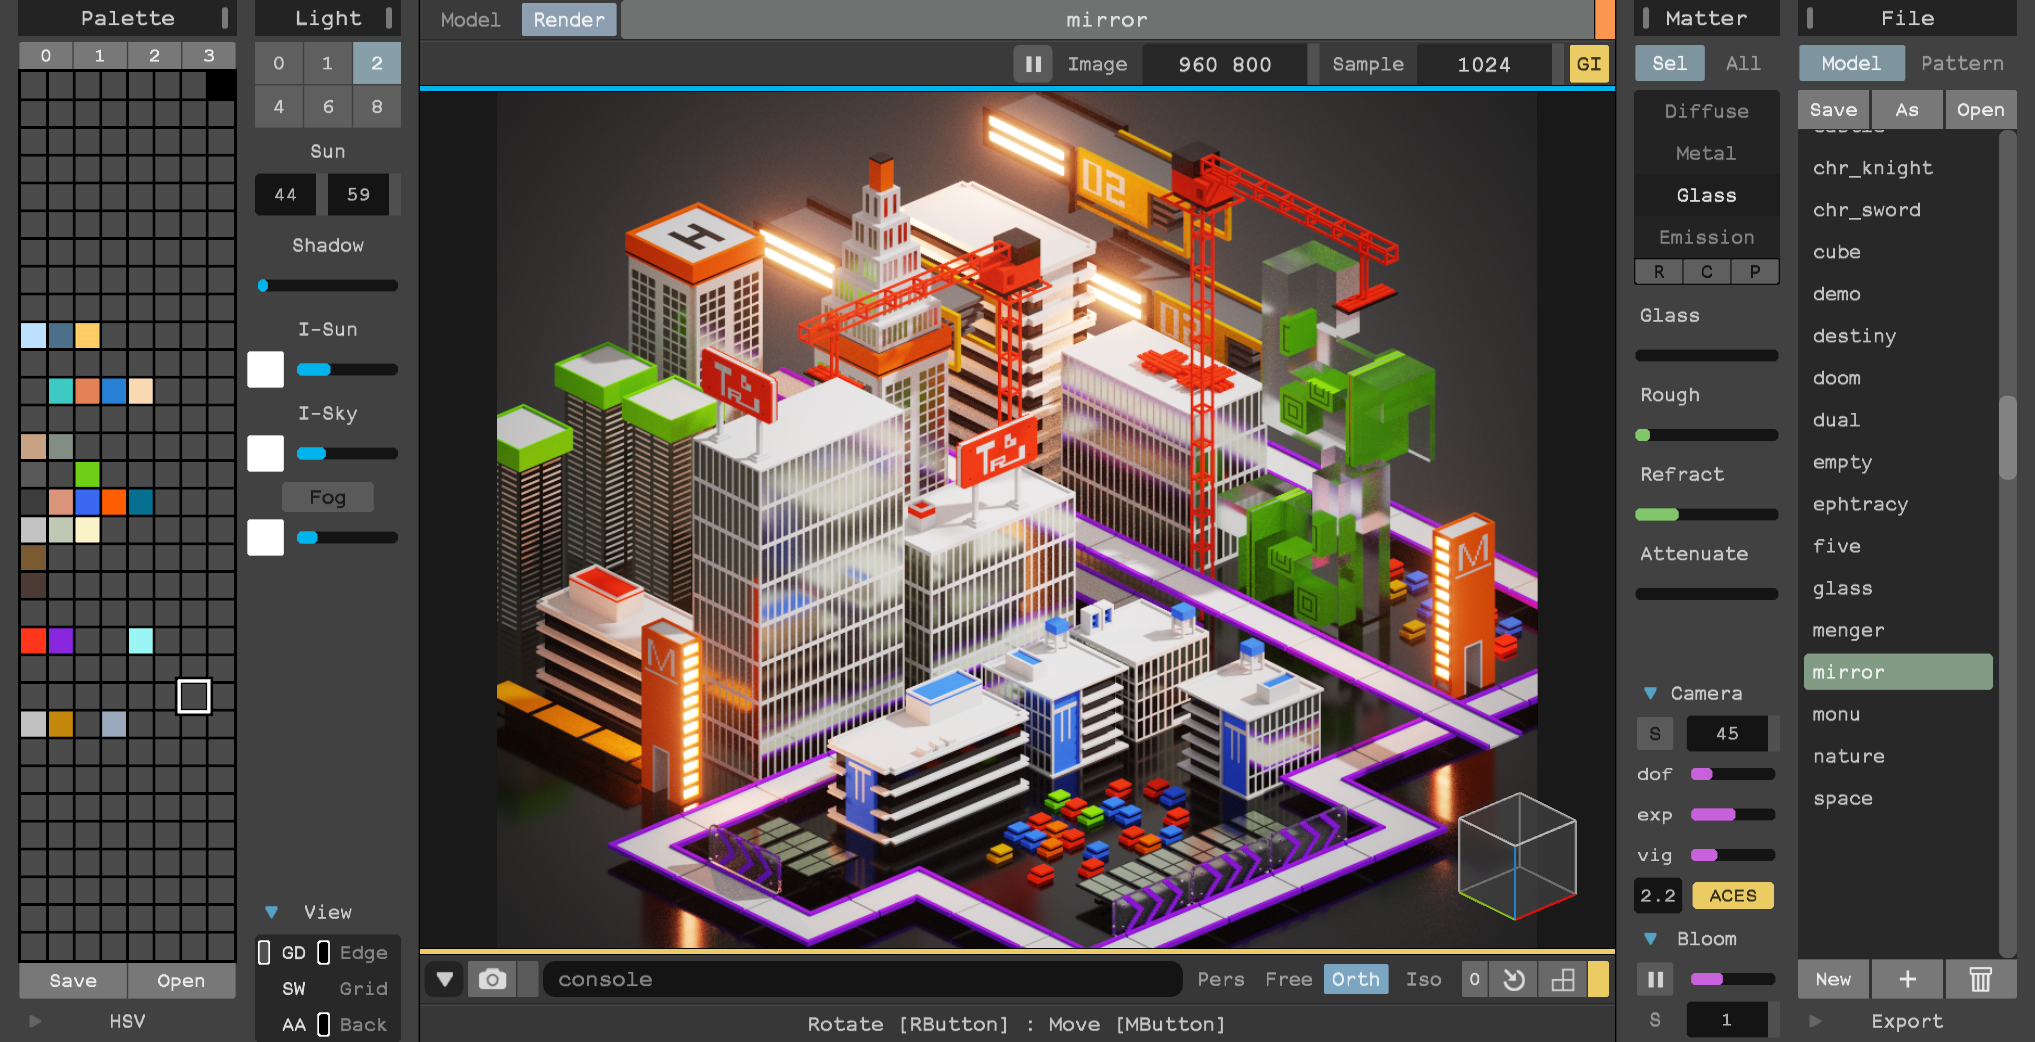 Palette
0 1 2 3
Save Open
HSV
Light
0 1 2
4 6 8
Sun
44 59
Shadow
I-Sun
I-Sky
Fog
View
GD Edge
SW Grid
AA Back
Model Render mirror
Image 960 800 Sample 1024 GI
H
02
M
M
console
Pers Free Orth Iso 0
Rotate [RButton] : Move [MButton]
Matter
Sel All
Diffuse
Metal
Glass
Emission
R C P
Glass
Rough
Refract
Attenuate
Camera
S 45
dof
exp
vig
2.2 ACES
Bloom
S 1
File
Model Pattern
Save As Open
chr_knight
chr_sword
cube
demo
destiny
doom
dual
empty
ephtracy
five
glass
menger
mirror
monu
nature
space
New +
Export